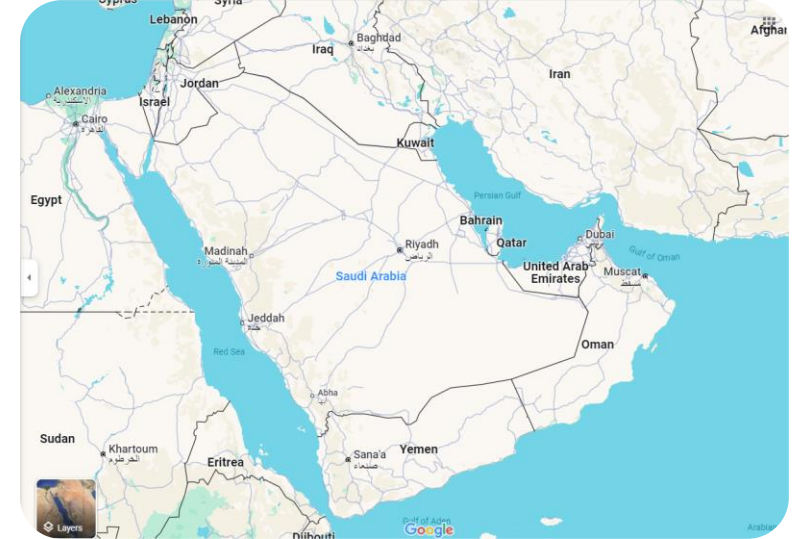 Cyprus
Syria
Lebanon
Baghdad
بغداد
Iraq
Afghan
Iran
Jordan
Alexandria
الإسكندرية
Israel
Cairo
القاهرة
Kuwait
Egypt
Persian Gulf
Bahrain
Madinah
المدينة المنورة
Riyadh
الرياض
Qatar
Dubai
Gulf of Oman
Saudi Arabia
United Arab
Emirates
Muscat
مسقط
Jeddah
جدة
Red Sea
Oman
Abha
أبها
Sudan
Khartoum
الخرطوم
Eritrea
Sana'a
صنعاء
Yemen
Layers
Gulf of Aden
Google
Djibouti
Arabia